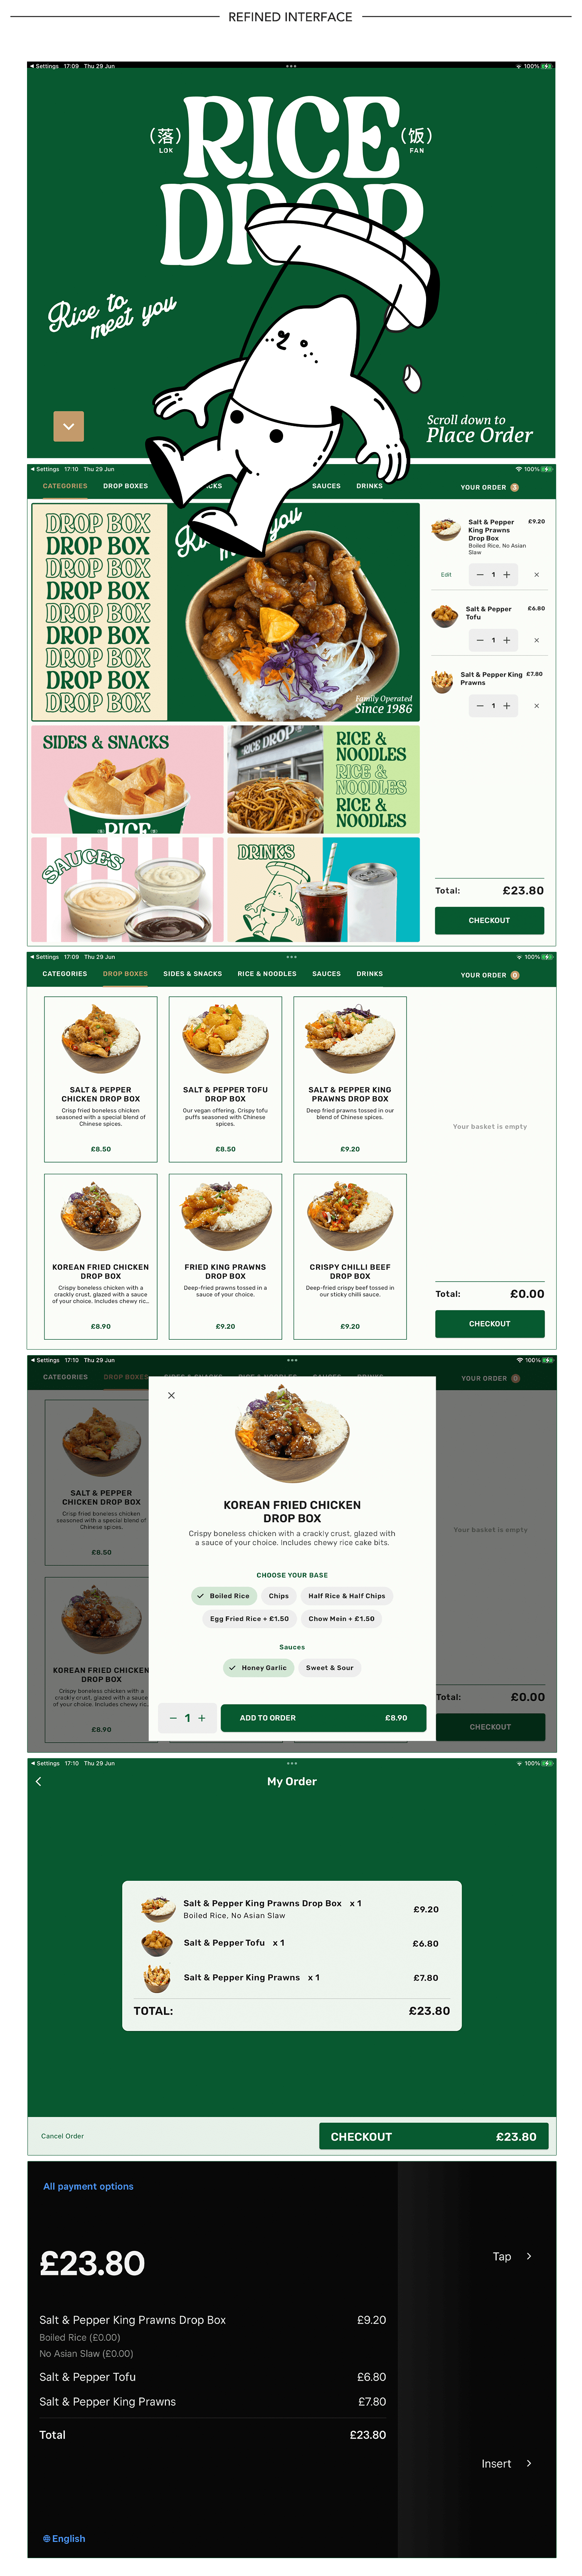 REFINED INTERFACE
◀ Settings 17:09 Thu 29 Jun
100%
(落)
LOK
RICE
(饭)
FAN
DROP
Rice to
meet you
Scroll down to
Place Order
◀ Settings 17:10 Thu 29 Jun
100%
CATEGORIES DROP BOXES SAUCES DRINKS
YOUR ORDER 3
DROP BOX
DROP BOX
DROP BOX
DROP BOX
DROP BOX
DROP BOX
DROP BOX
DROP BOX
DROP BOX
you
Family Operated
Since 1986
Salt & Pepper King Prawns Drop Box £9.20
Boiled Rice, No Asian Slaw
Edit 1
Salt & Pepper Tofu £6.80
1
Salt & Pepper King Prawns £7.80
1
SIDES & SNACKS
RICE
RICE DROP
RICE &
NOODLES
RICE &
NOODLES
RICE &
NOODLES
SAUCES
DRINKS
Total: £23.80
CHECKOUT
◀ Settings 17:09 Thu 29 Jun
100%
CATEGORIES DROP BOXES SIDES & SNACKS RICE & NOODLES SAUCES DRINKS
YOUR ORDER 0
SALT & PEPPER
CHICKEN DROP BOX
Crisp fried boneless chicken
seasoned with a special blend of
Chinese spices.
£8.50
SALT & PEPPER TOFU
DROP BOX
Our vegan offering. Crispy tofu
puffs seasoned with Chinese
spices.
£8.50
SALT & PEPPER KING
PRAWNS DROP BOX
Deep fried prawns tossed in our
blend of Chinese spices.
£9.20
Your basket is empty
KOREAN FRIED CHICKEN
DROP BOX
Crispy boneless chicken with a
crackly crust, glazed with a sauce
of your choice. Includes chewy ric...
£8.90
FRIED KING PRAWNS
DROP BOX
Deep-fried prawns tossed in a
sauce of your choice.
£9.20
CRISPY CHILLI BEEF
DROP BOX
Deep-fried crispy beef tossed in
our sticky chilli sauce.
£9.20
Total: £0.00
CHECKOUT
◀ Settings 17:10 Thu 29 Jun
100%
CATEGORIES DROP BOXES SIDES & SNACKS RICE & NOODLES SAUCES DRINKS
YOUR ORDER 0
SALT & PEPPER
CHICKEN DROP BOX
Crisp fried boneless chicken
seasoned with a special blend of
Chinese spices.
£8.50
KOREAN FRIED CHICKEN
DROP BOX
Crispy boneless chicken with a
crackly crust, glazed with a sauce
of your choice. Includes chewy ric...
£8.90
KOREAN FRIED CHICKEN
DROP BOX
Crispy boneless chicken with a crackly crust, glazed with
a sauce of your choice. Includes chewy rice cake bits.
CHOOSE YOUR BASE
Boiled Rice Chips Half Rice & Half Chips
Egg Fried Rice + £1.50 Chow Mein + £1.50
Sauces
Honey Garlic Sweet & Sour
1 ADD TO ORDER £8.90
Your basket is empty
Total: £0.00
CHECKOUT
◀ Settings 17:10 Thu 29 Jun
100%
My Order
Salt & Pepper King Prawns Drop Box x 1 £9.20
Boiled Rice, No Asian Slaw
Salt & Pepper Tofu x 1 £6.80
Salt & Pepper King Prawns x 1 £7.80
TOTAL: £23.80
Cancel Order
CHECKOUT £23.80
All payment options
£23.80
Tap
Salt & Pepper King Prawns Drop Box £9.20
Boiled Rice (£0.00)
No Asian Slaw (£0.00)
Salt & Pepper Tofu £6.80
Salt & Pepper King Prawns £7.80
Total £23.80
Insert
English